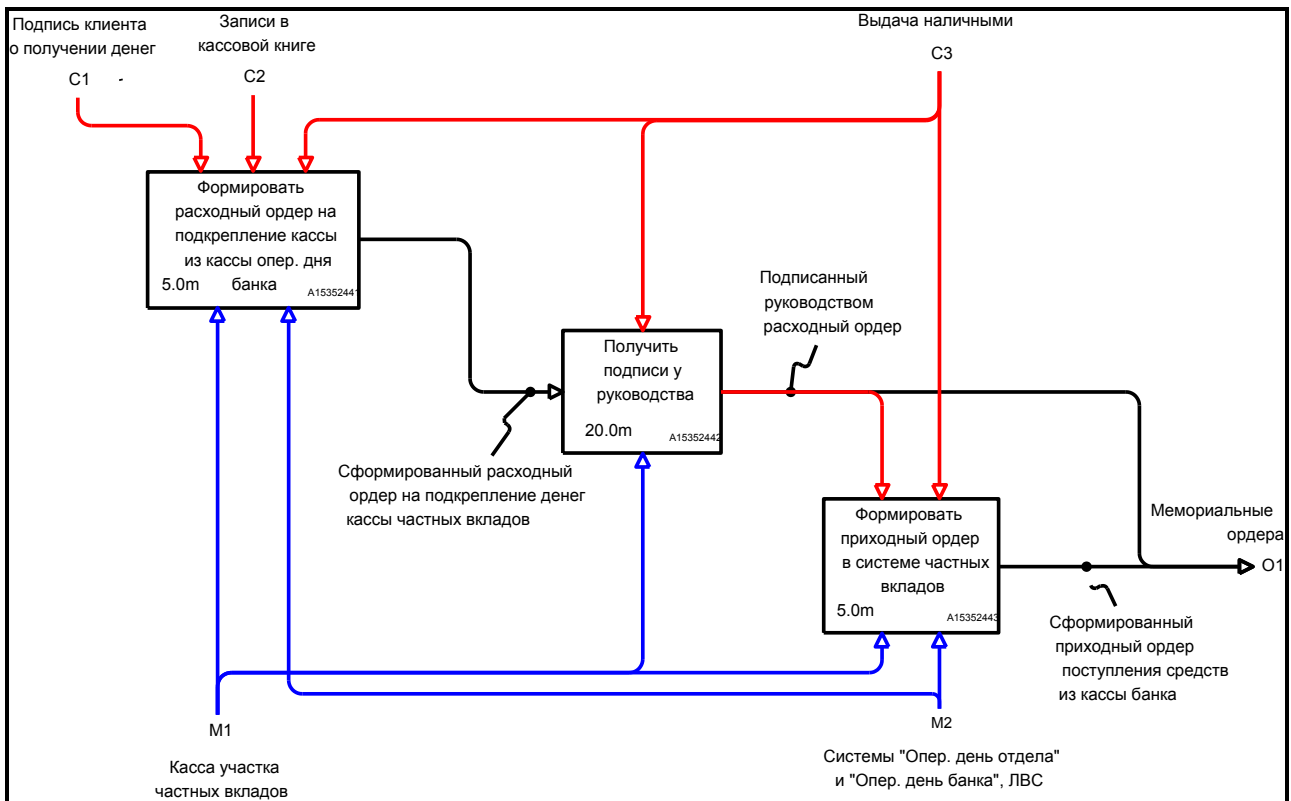 Подпись клиента
о получении денег
C1
Записи в
кассовой книге
C2
Выдача наличными
C3
Формировать
расходный ордер на
подкрепление кассы
из кассы опер. дня
5.0m банка A15352441
Подписанный
руководством
расходный ордер
Получить
подписи у
руководства
20.0m A15352442
Сформированный расходный
ордер на подкрепление денег
кассы частных вкладов
Формировать
приходный ордер
в системе частных
вкладов
5.0m A15352443
Мемориальные
ордера
O1
Сформированный
приходный ордер
поступления средств
из кассы банка
M1
Касса участка
частных вкладов
M2
Системы "Опер. день отдела"
и "Опер. день банка", ЛВС